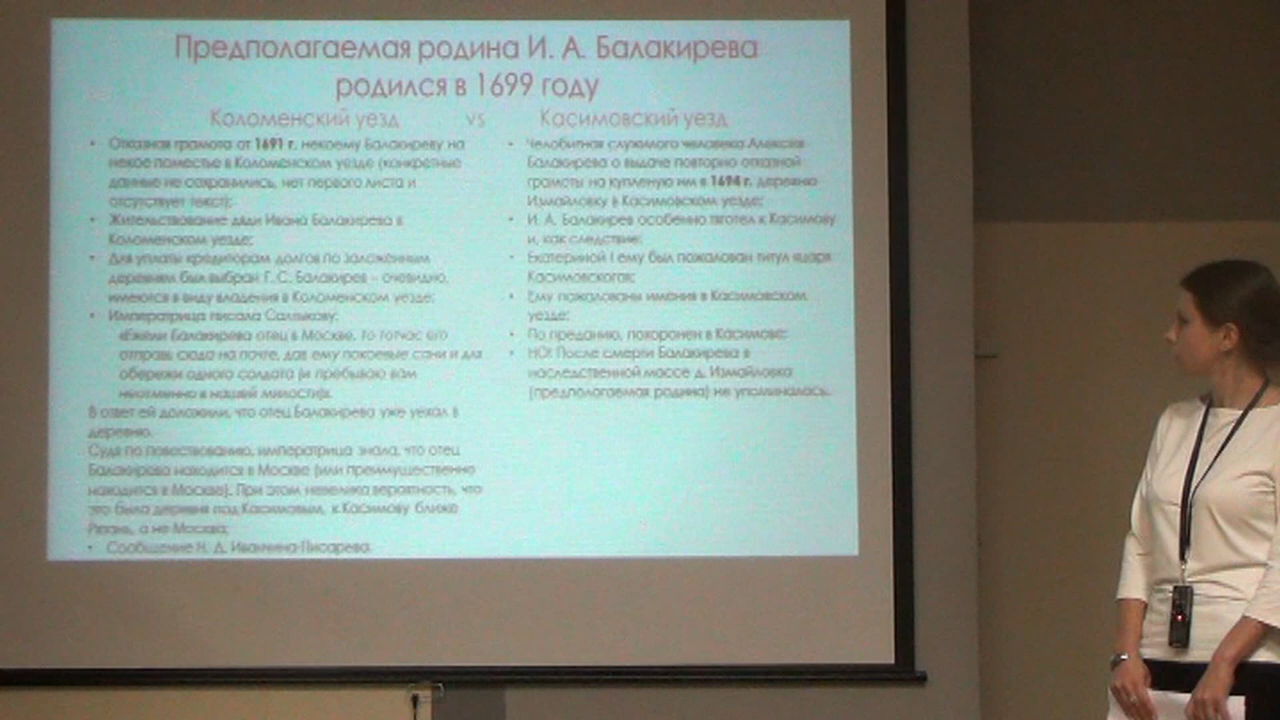 Предполагаемая родина И. А. Балакирева
родился в 1699 году
Коломенский уезд vs Касимовский уезд
• Отказная грамота от 1691 г. некоему Балакиреву на
некое поместье в Коломенском уезде (конкретные
данные не сохранились, нет первого листа и
отсутствует текст);
• Жительствование дяди Ивана Балакирева в
Коломенском уезде;
• Для уплаты кредиторам долгов по заложенным
деревням был выбран Г. С. Балакирев – очевидно,
имеются в виду владения в Коломенском уезде;
• Императрица писала Салтыкову:
«Ежели Балакирева отец в Москве, то тотчас его
отправь сюда на почте, дав ему покоевые сани и для
обережи одного солдата (и пребываю вам
неотменно в нашей милости)».
В ответ ей доложили, что отец Балакирева уже уехал в
деревню.
Судя по повествованию, императрица знала, что отец
Балакирева находится в Москве (или преимущественно
находится в Москве). При этом невелика вероятность, что
это была деревня под Касимовым, к Касимову ближе
Рязань, а не Москва;
• Сообщение Н. Д. Иванчина-Писарева
• Челобитная служилого человека Алексея
Балакирева о выдаче повторно отказной
грамоты на купленую им в 1694 г. деревню
Измайловку в Касимовском уезде;
• И. А. Балакирев особенно тяготел к Касимову
и, как следствие:
• Екатериной I ему был пожалован титул «царя
Касимовского»;
• Ему пожалованы имения в Касимовском
уезде;
• По преданию, похоронен в Касимове;
• НО! После смерти Балакирева в
наследственной массе д. Измайловка
(предполагаемая родина) не упоминалась.